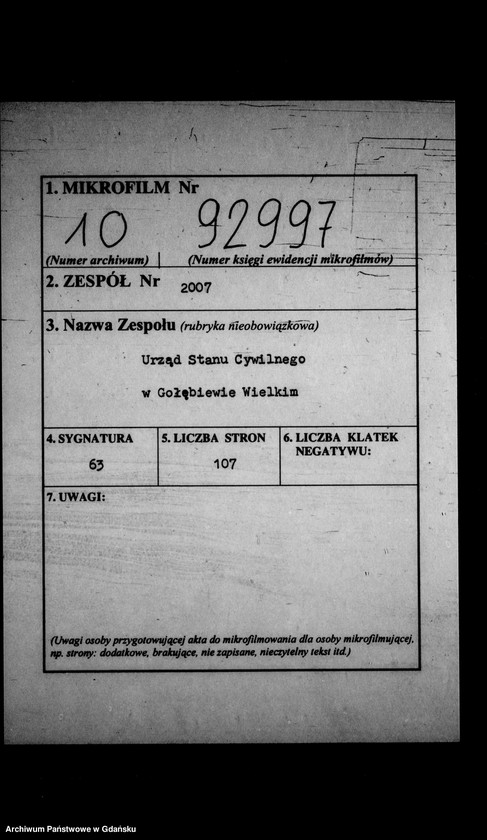 1. MIKROFILM Nr
10 92997
(Numer archiwum) (Numer księgi ewidencji mikrofilmów)
2. ZESPÓŁ Nr 2007
3. Nazwa Zespołu (rubryka nieobowiązkowa)
Urząd Stanu Cywilnego
w Gołębiewie Wielkim
4. SYGNATURA
63
5. LICZBA STRON
107
6. LICZBA KLATEK
NEGATYWU:
7. UWAGI:
(Uwagi osoby przygotowującej akta do mikrofilmowania dla osoby mikrofilmującej,
np. strony: dodatkowe, brakujące, nie zapisane, nieczytelny tekst itd.)
Archiwum Państwowe w Gdańsku